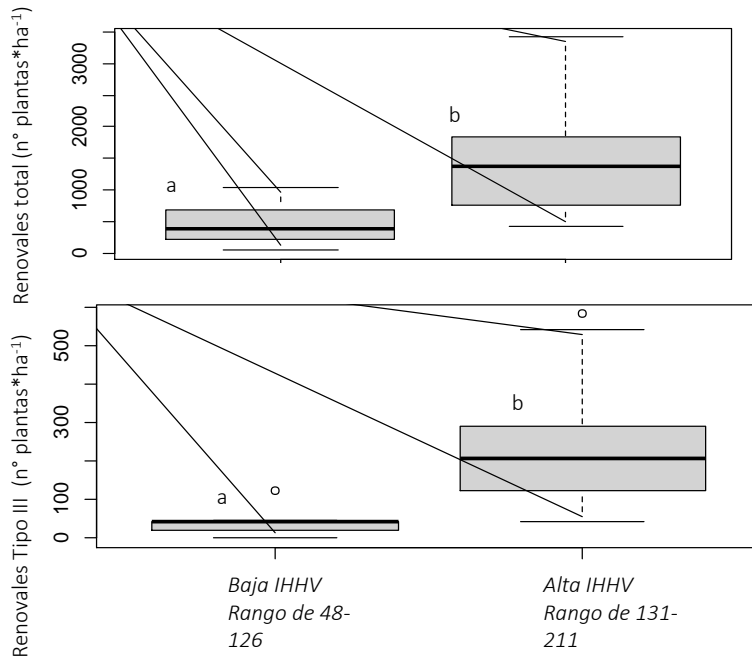 Renovales total (n° plantas*ha⁻¹)
3000
2000
1000
0
a
b
Renovales Tipo III (n° plantas*ha⁻¹)
500
300
100
0
a
b
Baja IHHV
Rango de 48-
126
Alta IHHV
Rango de 131-
211